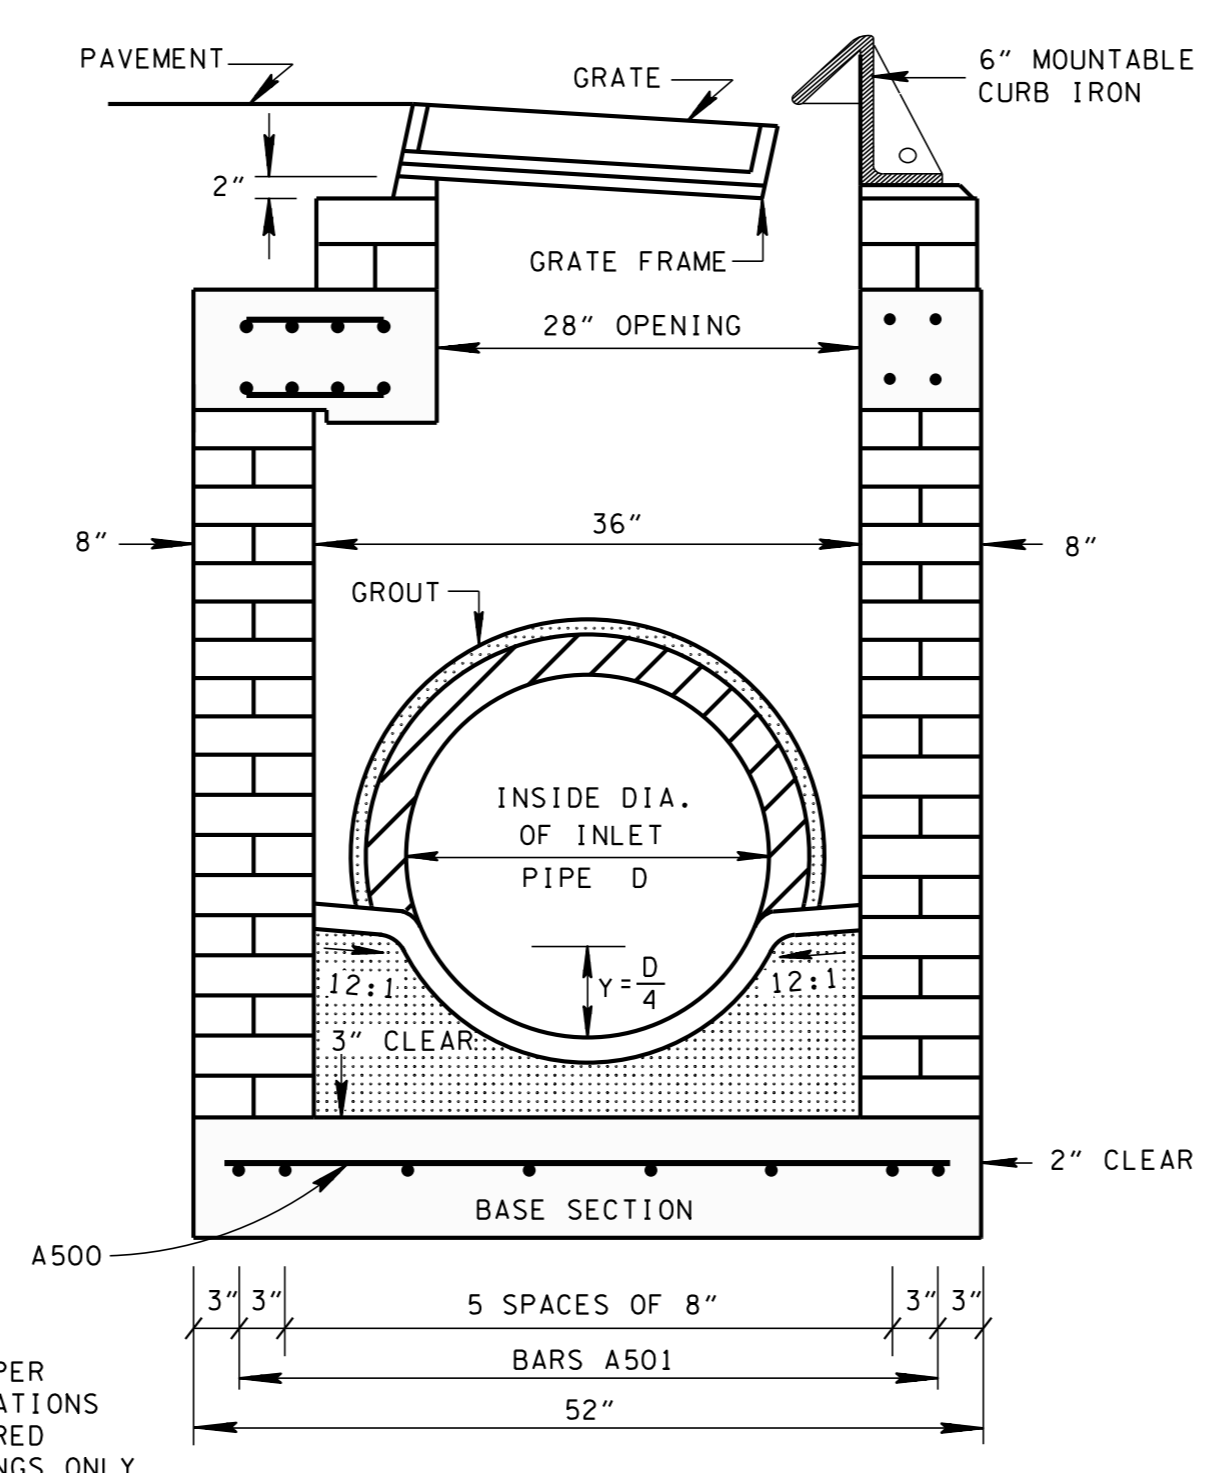 PAVEMENT
GRATE
6" MOUNTABLE
CURB IRON
2"
GRATE FRAME
28" OPENING
36"
8"
8"
GROUT
INSIDE DIA.
OF INLET
PIPE D
Y = D/4
12:1
12:1
3" CLEAR
2" CLEAR
BASE SECTION
A500
3" 3" 5 SPACES OF 8" 3" 3"
BARS A501
52"
PER
ATIONS
RED
NGS ONLY